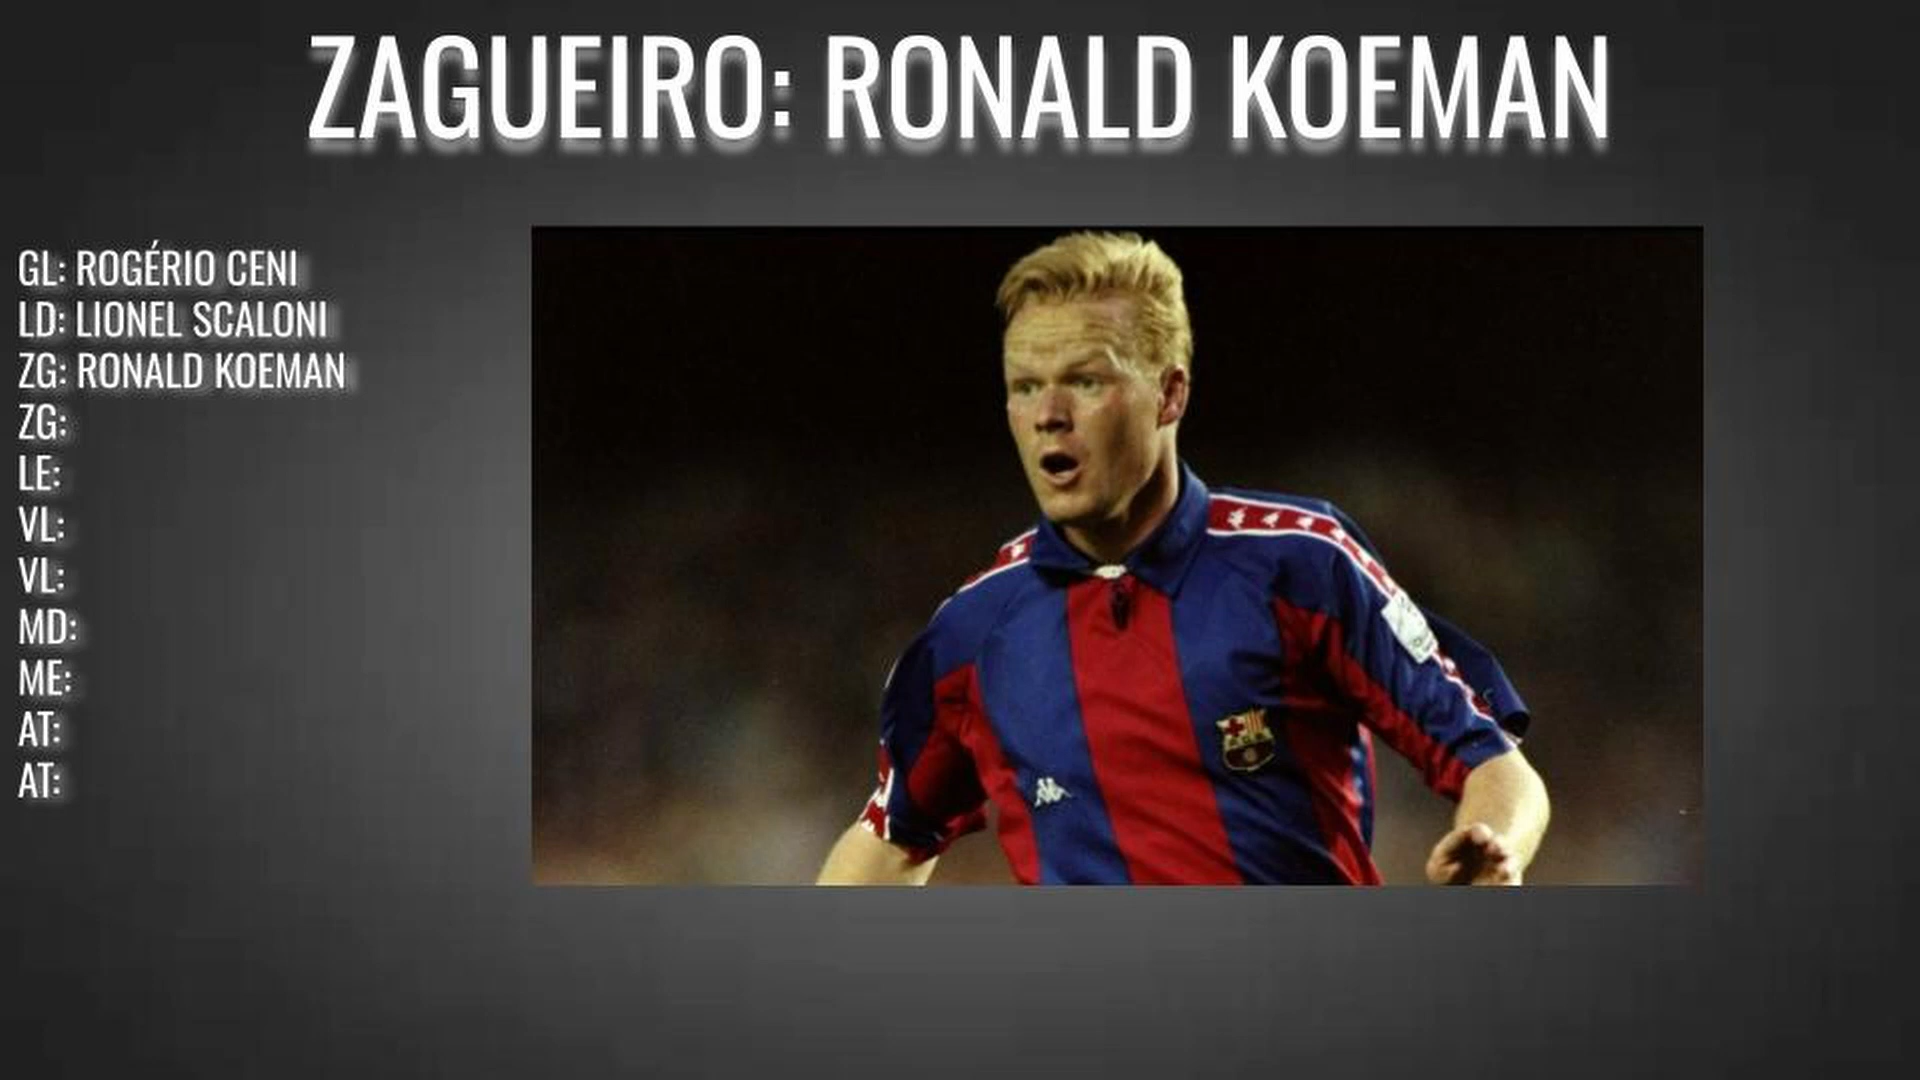 ZAGUEIRO: RONALD KOEMAN
GL: ROGÉRIO CENI
LD: LIONEL SCALONI
ZG: RONALD KOEMAN
ZG:
LE:
VL:
VL:
MD:
ME:
AT:
AT: